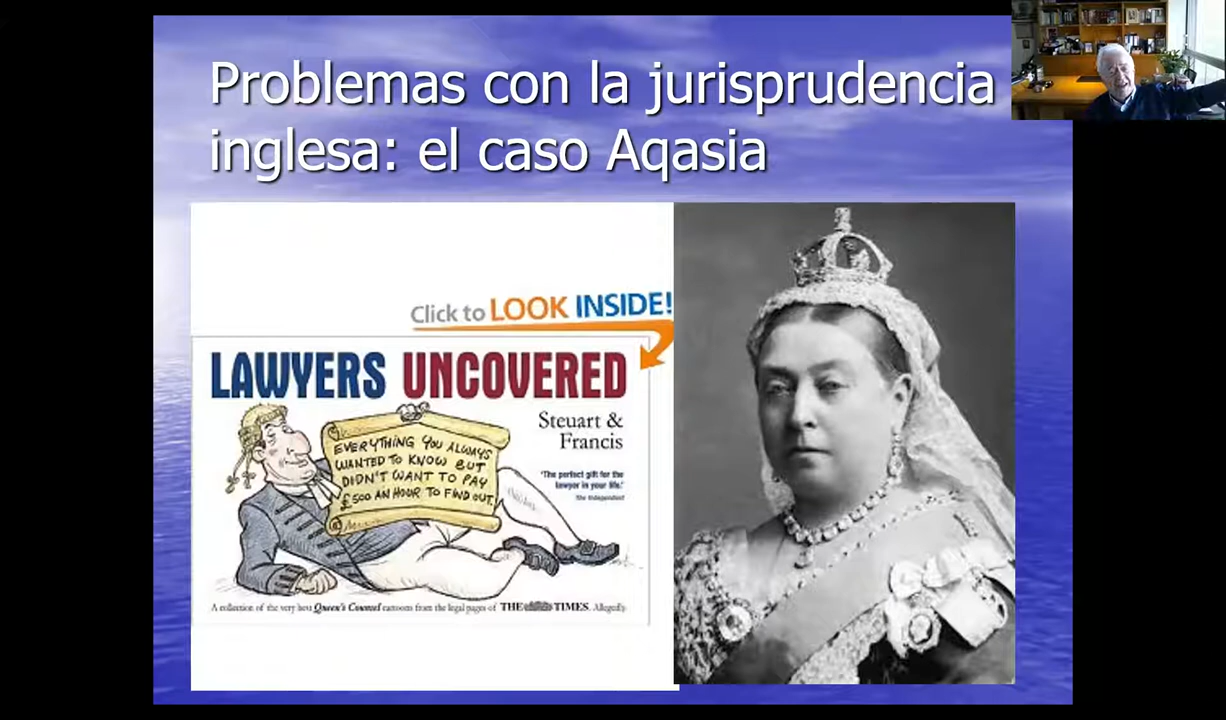 Problemas con la jurisprudencia
inglesa: el caso Aqasia
Click to LOOK INSIDE!
LAWYERS UNCOVERED
Steuart &
Francis
EVERYTHING YOU ALWAYS
WANTED TO KNOW BUT
DIDN'T WANT TO PAY
£500 AN HOUR TO FIND OUT
'The perfect gift for the
lawyer in your life.'
The Independent
A collection of the very best Queen's Counsel cartoons from the legal pages of THE TIMES. Allegedly